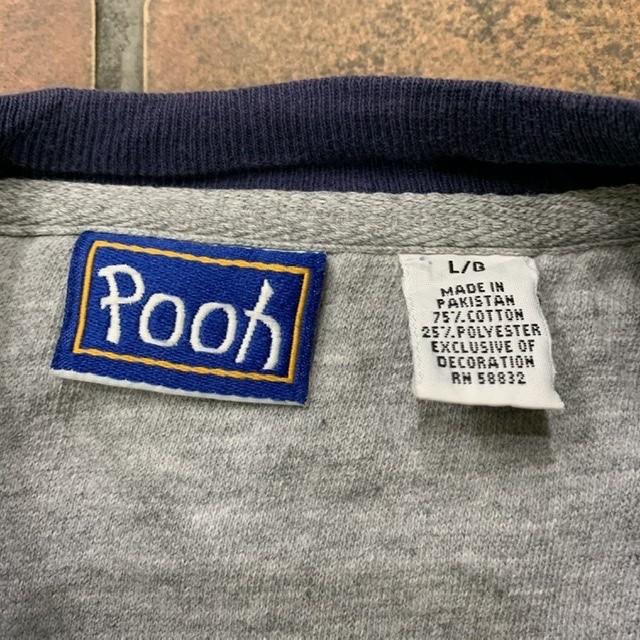 Pooh
L/G
MADE IN
PAKISTAN
75% COTTON
25% POLYESTER
EXCLUSIVE OF
DECORATION
RN 58832